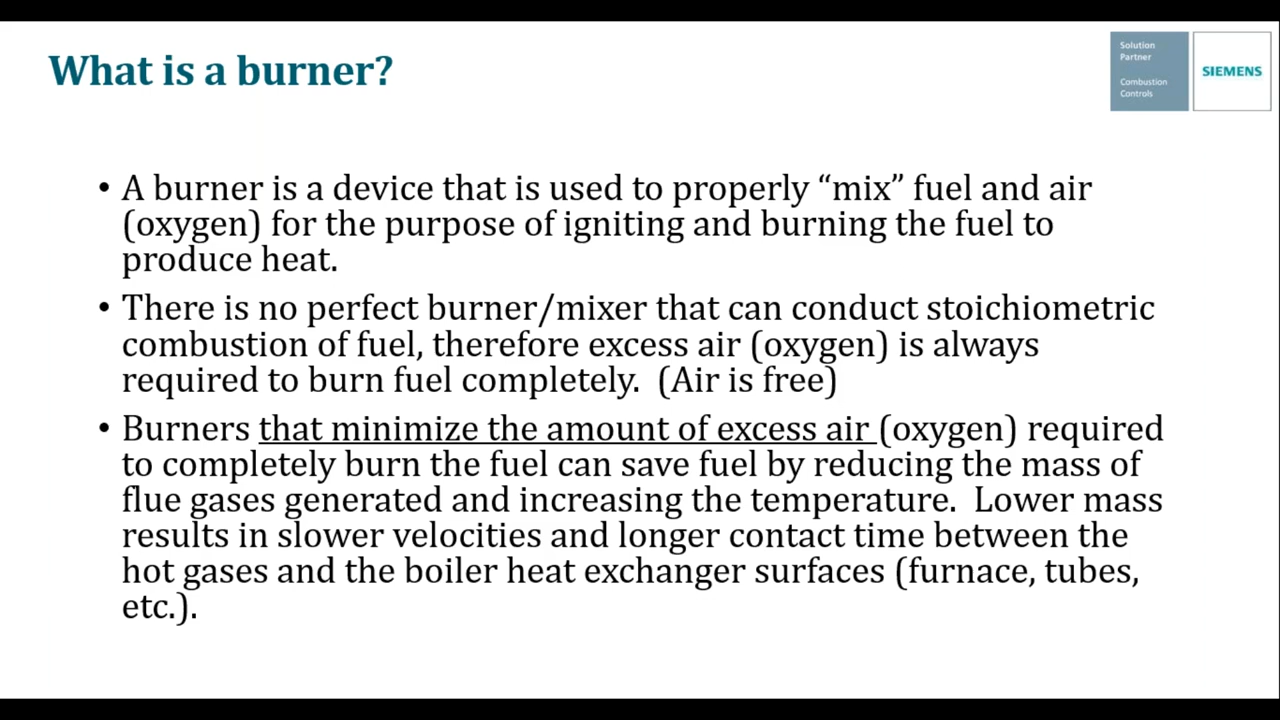 What is a burner?
Solution
Partner
Combustion
Controls
SIEMENS
• A burner is a device that is used to properly “mix” fuel and air
(oxygen) for the purpose of igniting and burning the fuel to
produce heat.
• There is no perfect burner/mixer that can conduct stoichiometric
combustion of fuel, therefore excess air (oxygen) is always
required to burn fuel completely.  (Air is free)
• Burners that minimize the amount of excess air (oxygen) required
to completely burn the fuel can save fuel by reducing the mass of
flue gases generated and increasing the temperature.  Lower mass
results in slower velocities and longer contact time between the
hot gases and the boiler heat exchanger surfaces (furnace, tubes,
etc.).